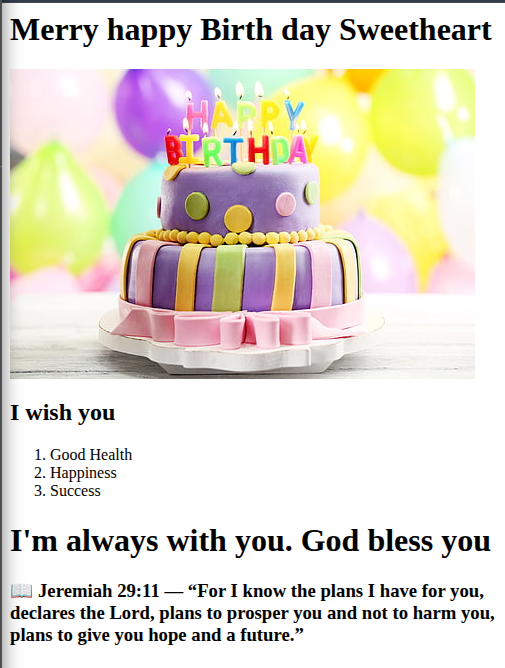 Merry happy Birth day Sweetheart
HAPPY
BIRTHDAY
I wish you
1. Good Health
2. Happiness
3. Success
I'm always with you. God bless you
📖 Jeremiah 29:11 — “For I know the plans I have for you,
declares the Lord, plans to prosper you and not to harm you,
plans to give you hope and a future.”